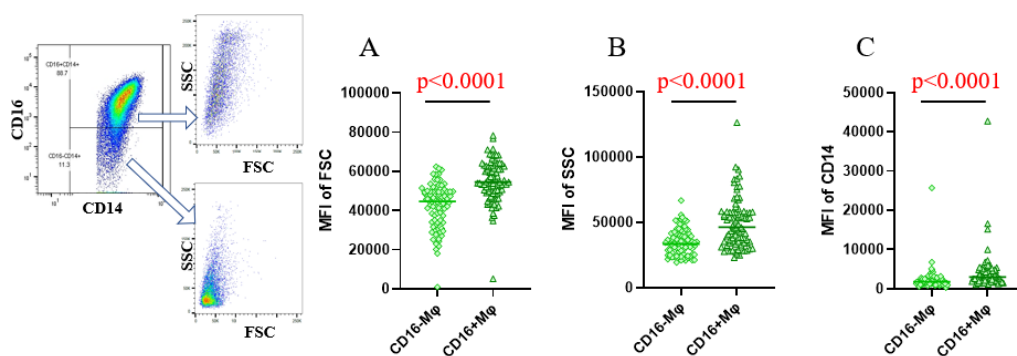 A
B
C
p<0.0001
p<0.0001
p<0.0001
CD16+CD14+
88.7
CD16-CD14+
11.3
CD16
CD14
SSC
FSC
SSC
FSC
MFI of FSC
100000
80000
60000
40000
20000
0
CD16-Mφ
CD16+Mφ
MFI of SSC
150000
100000
50000
0
CD16-Mφ
CD16+Mφ
MFI of CD14
50000
40000
30000
20000
10000
0
CD16-Mφ
CD16+Mφ